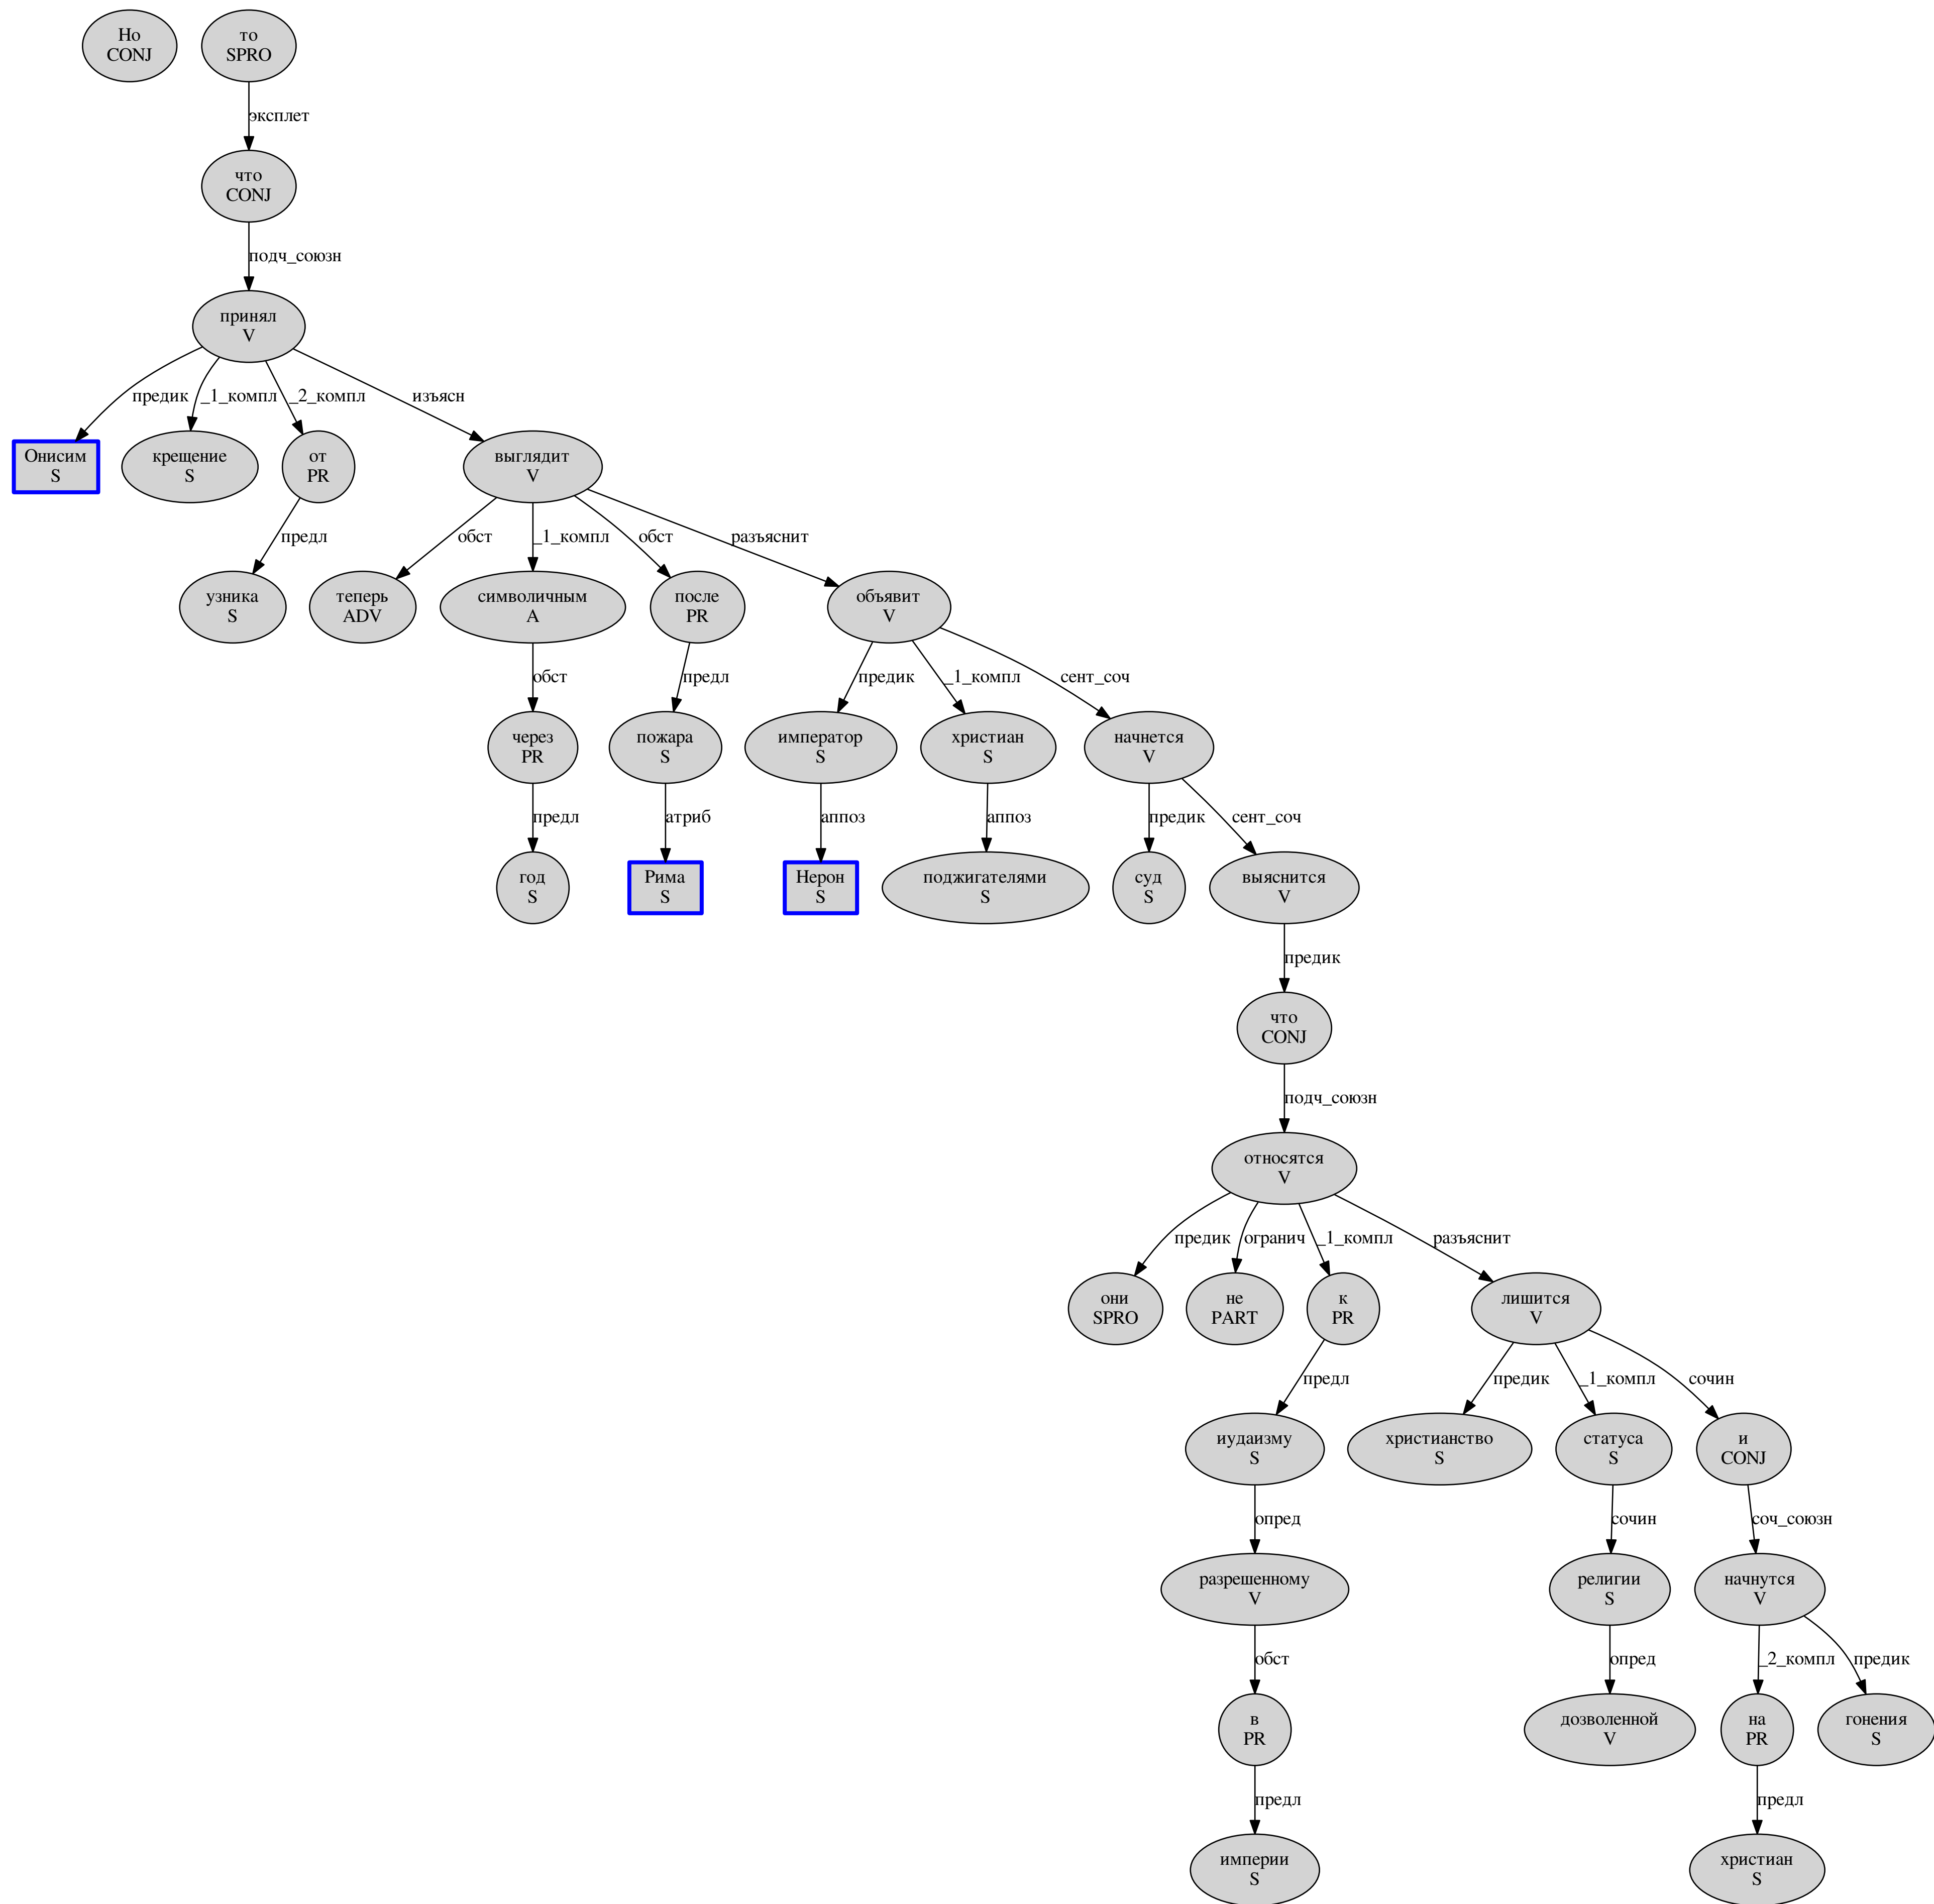 Но
CONJ
то
SPRO
эксплет
что
CONJ
подч_союзн
принял
V
предик
_1_компл
_2_компл
изъясн
Онисим
S
крещение
S
от
PR
выглядит
V
предл
обст
_1_компл
обст
разъяснит
узника
S
теперь
ADV
символичным
A
после
PR
объявит
V
обст
предл
предик
_1_компл
сент_соч
через
PR
пожара
S
император
S
христиан
S
начнется
V
предл
атриб
аппоз
аппоз
предик
сент_соч
год
S
Рима
S
Нерон
S
поджигателями
S
суд
S
выяснится
V
предик
что
CONJ
подч_союзн
относятся
V
предик
огранич
_1_компл
разъяснит
они
SPRO
не
PART
к
PR
лишится
V
предл
предик
_1_компл
сочин
иудаизму
S
христианство
S
статуса
S
и
CONJ
опред
сочин
соч_союзн
разрешенному
V
религии
S
начнутся
V
обст
опред
_2_компл
предик
в
PR
дозволенной
V
на
PR
гонения
S
предл
предл
империи
S
христиан
S